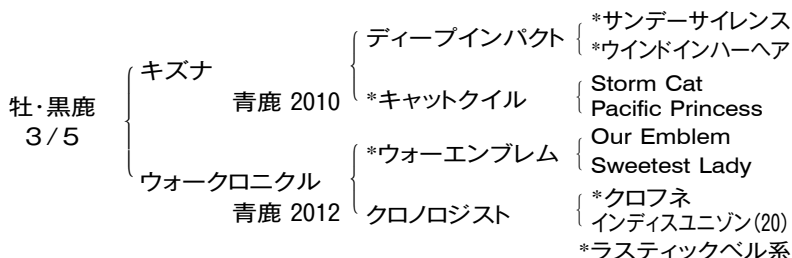 牡・黒鹿
3/5
キズナ
青鹿 2010
ディープインパクト
*サンデーサイレンス
*ウインドインハーヘア
*キャットクイル
Storm Cat
Pacific Princess
ウォークロニクル
青鹿 2012
*ウォーエンブレム
Our Emblem
Sweetest Lady
クロノロジスト
*クロフネ
インディスユニゾン(20)
*ラスティックベル系